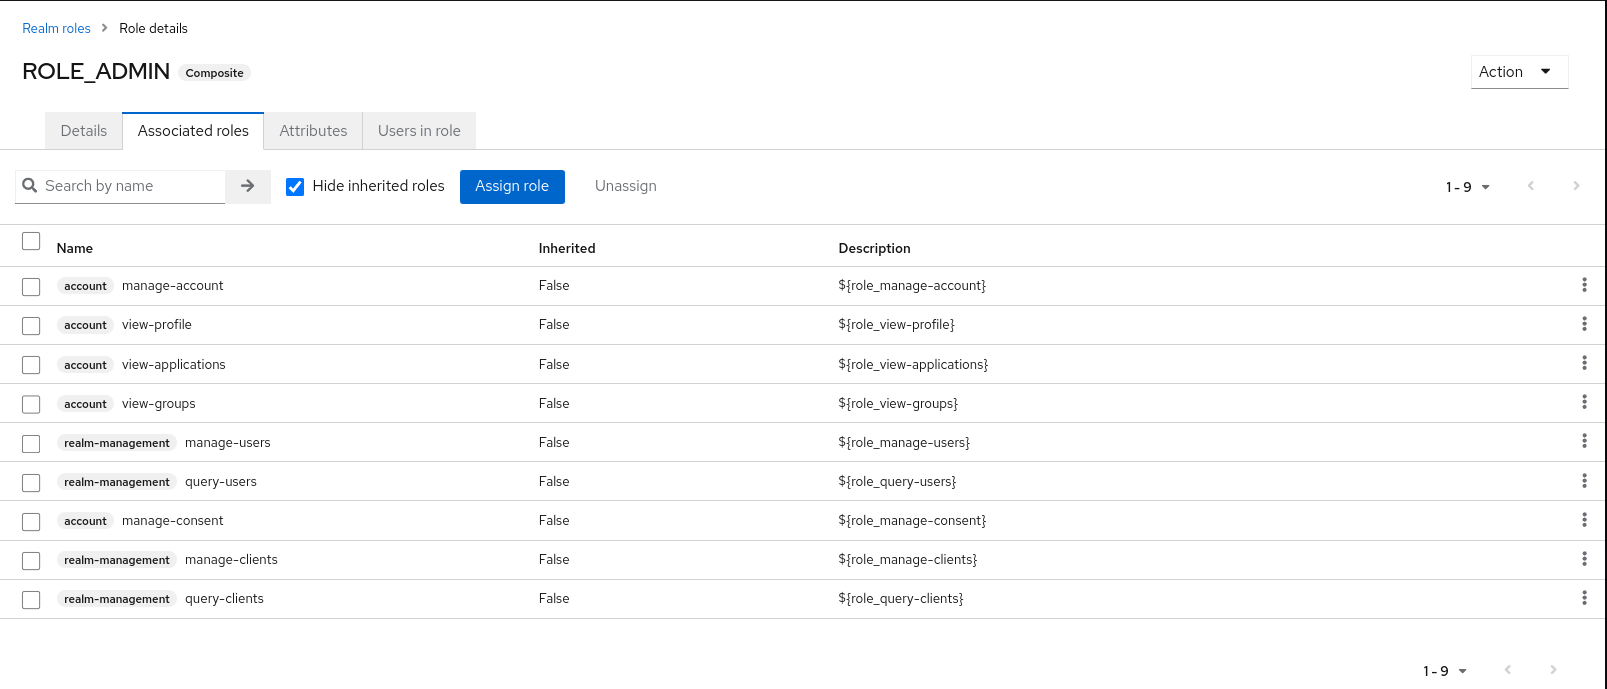 Realm roles > Role details
ROLE_ADMIN Composite
Action
Details Associated roles Attributes Users in role
Search by name Hide inherited roles Assign role Unassign 1 - 9
Name Inherited Description
account manage-account False ${role_manage-account}
account view-profile False ${role_view-profile}
account view-applications False ${role_view-applications}
account view-groups False ${role_view-groups}
realm-management manage-users False ${role_manage-users}
realm-management query-users False ${role_query-users}
account manage-consent False ${role_manage-consent}
realm-management manage-clients False ${role_manage-clients}
realm-management query-clients False ${role_query-clients}
1 - 9